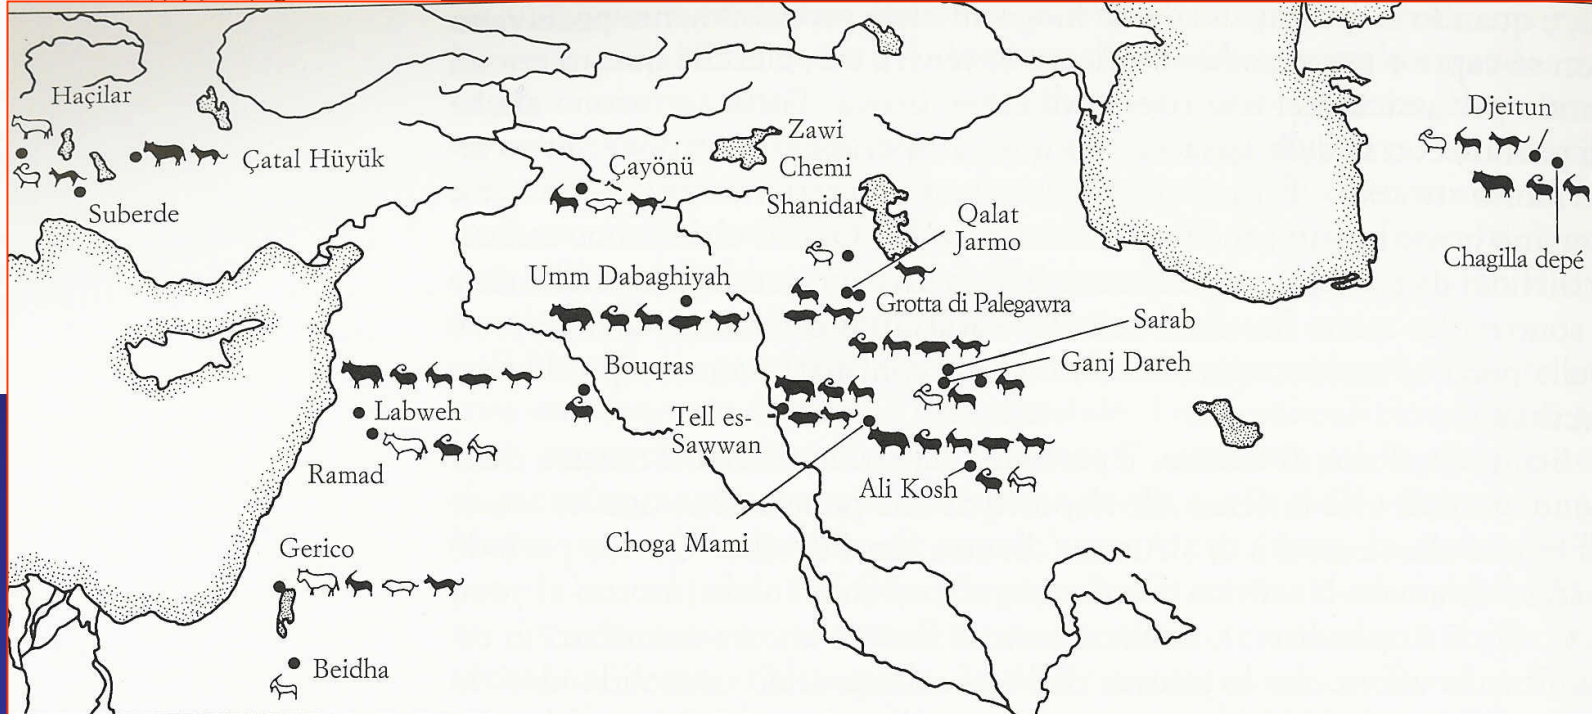 Haçilar
Çatal Hüyük
Suberde
Çayönü
Zawi
Chemi
Shanidar
Qalat
Jarmo
Djeitun
Chagilla depé
Umm Dabaghiyah
Grotta di Palegawra
Sarab
Ganj Dareh
Bouqras
Labweh
Ramad
Tell es-
Sawwan
Ali Kosh
Choga Mami
Gerico
Beidha